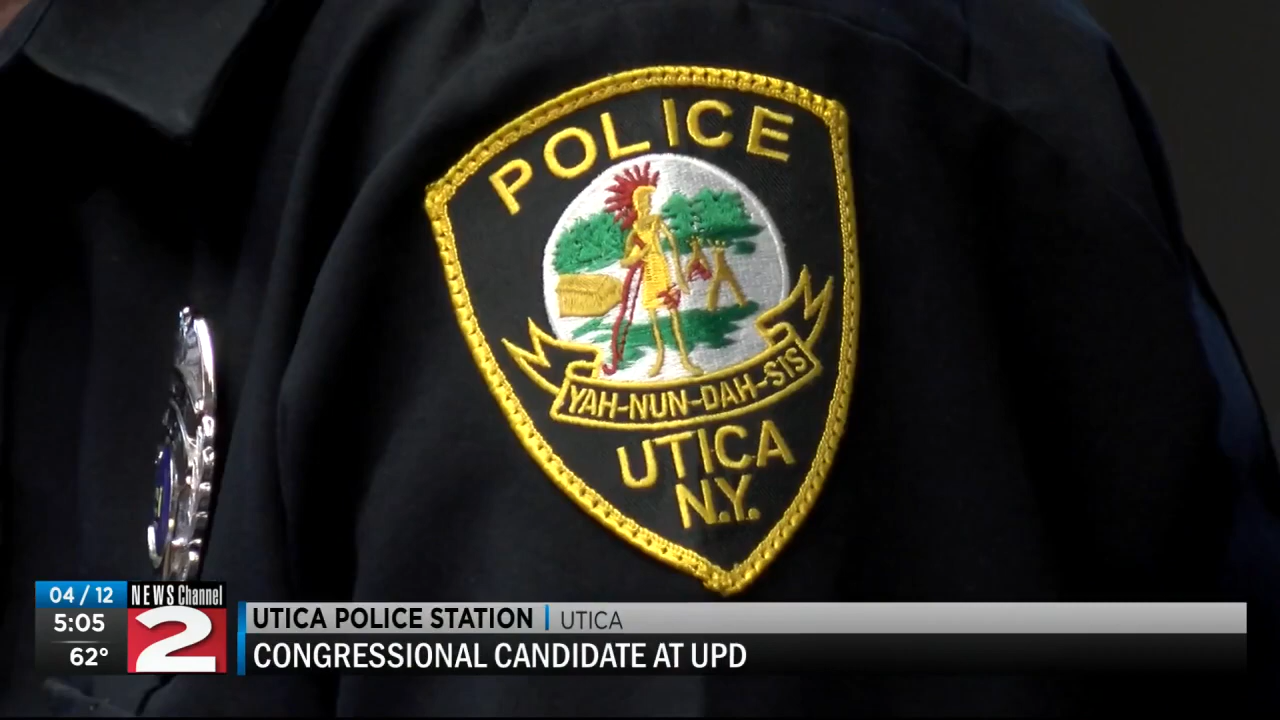 POLICE
YAH-NUN-DAH-SIS
UTICA
N.Y.
04 / 12
NEWS Channel
5:05
2
62°
UTICA POLICE STATION | UTICA
CONGRESSIONAL CANDIDATE AT UPD